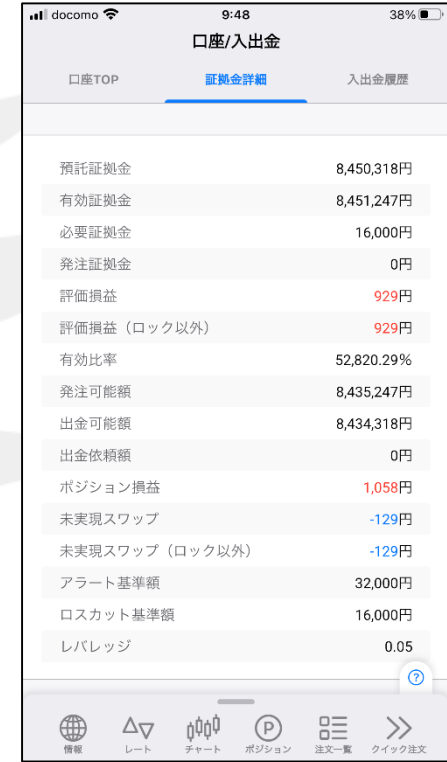 docomo 9:48 38%
口座/入出金
口座TOP 証拠金詳細 入出金履歴
預託証拠金 8,450,318円
有効証拠金 8,451,247円
必要証拠金 16,000円
発注証拠金 0円
評価損益 929円
評価損益（ロック以外） 929円
有効比率 52,820.29%
発注可能額 8,435,247円
出金可能額 8,434,318円
出金依頼額 0円
ポジション損益 1,058円
未実現スワップ -129円
未実現スワップ（ロック以外） -129円
アラート基準額 32,000円
ロスカット基準額 16,000円
レバレッジ 0.05
?
P
情報 レート チャート ポジション 注文一覧 クイック注文